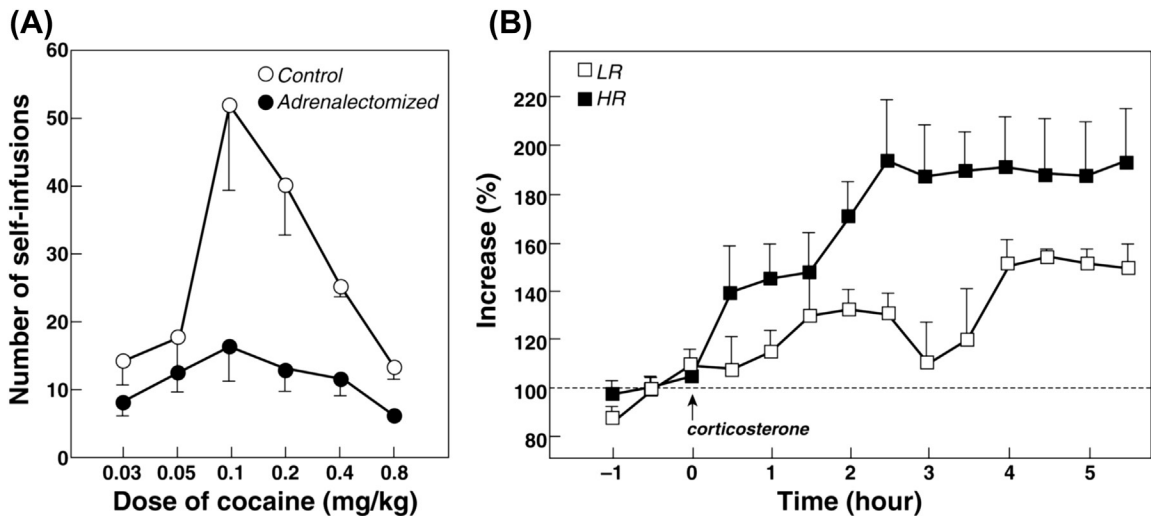 (A)
Number of self-infusions
60
50
40
30
20
10
0
Control
Adrenalectomized
0.03 0.05 0.1 0.2 0.4 0.8
Dose of cocaine (mg/kg)
(B)
Increase (%)
220
200
180
160
140
120
100
80
LR
HR
corticosterone
–1 0 1 2 3 4 5
Time (hour)